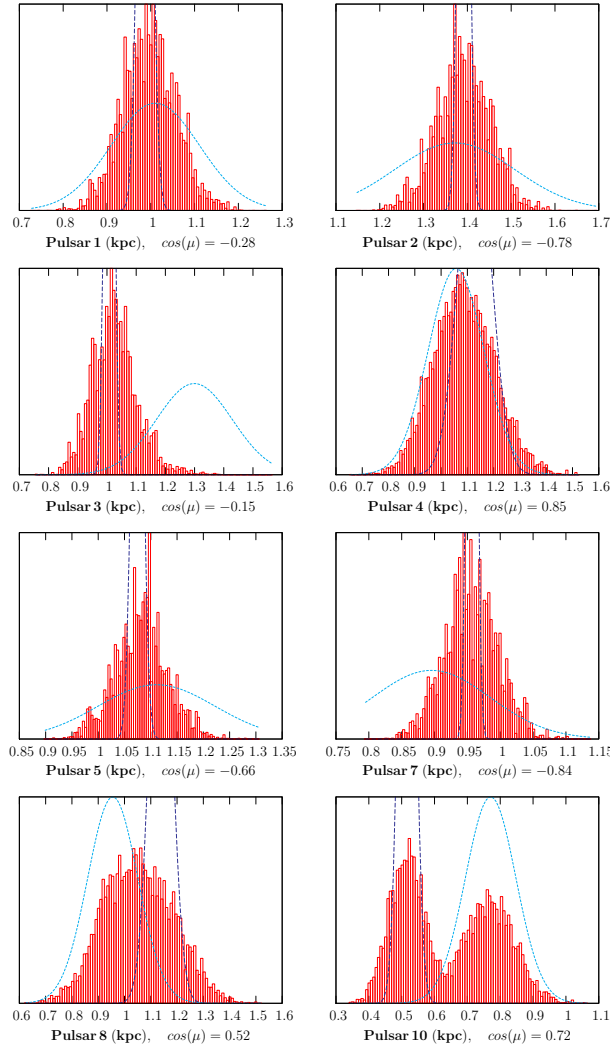 0.7 0.8 0.9 1 1.1 1.2 1.3
Pulsar 1 (kpc), cos(μ) = −0.28
1.1 1.2 1.3 1.4 1.5 1.6 1.7
Pulsar 2 (kpc), cos(μ) = −0.78
0.7 0.8 0.9 1 1.1 1.2 1.3 1.4 1.5 1.6
Pulsar 3 (kpc), cos(μ) = −0.15
0.6 0.7 0.8 0.9 1 1.1 1.2 1.3 1.4 1.5 1.6
Pulsar 4 (kpc), cos(μ) = 0.85
0.85 0.9 0.95 1 1.05 1.1 1.15 1.2 1.25 1.3 1.35
Pulsar 5 (kpc), cos(μ) = −0.66
0.75 0.8 0.85 0.9 0.95 1 1.05 1.1 1.15
Pulsar 7 (kpc), cos(μ) = −0.84
0.6 0.7 0.8 0.9 1 1.1 1.2 1.3 1.4 1.5 1.6
Pulsar 8 (kpc), cos(μ) = 0.52
0.3 0.4 0.5 0.6 0.7 0.8 0.9 1 1.1
Pulsar 10 (kpc), cos(μ) = 0.72